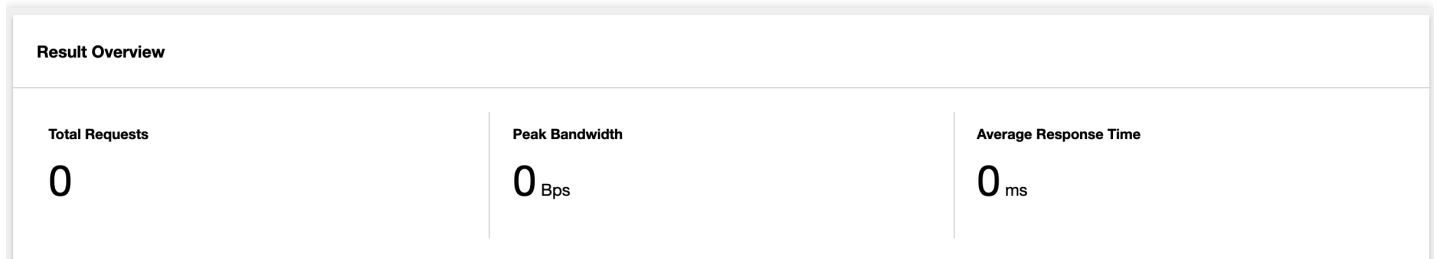 Result Overview
Total Requests
0
Peak Bandwidth
0 Bps
Average Response Time
0 ms